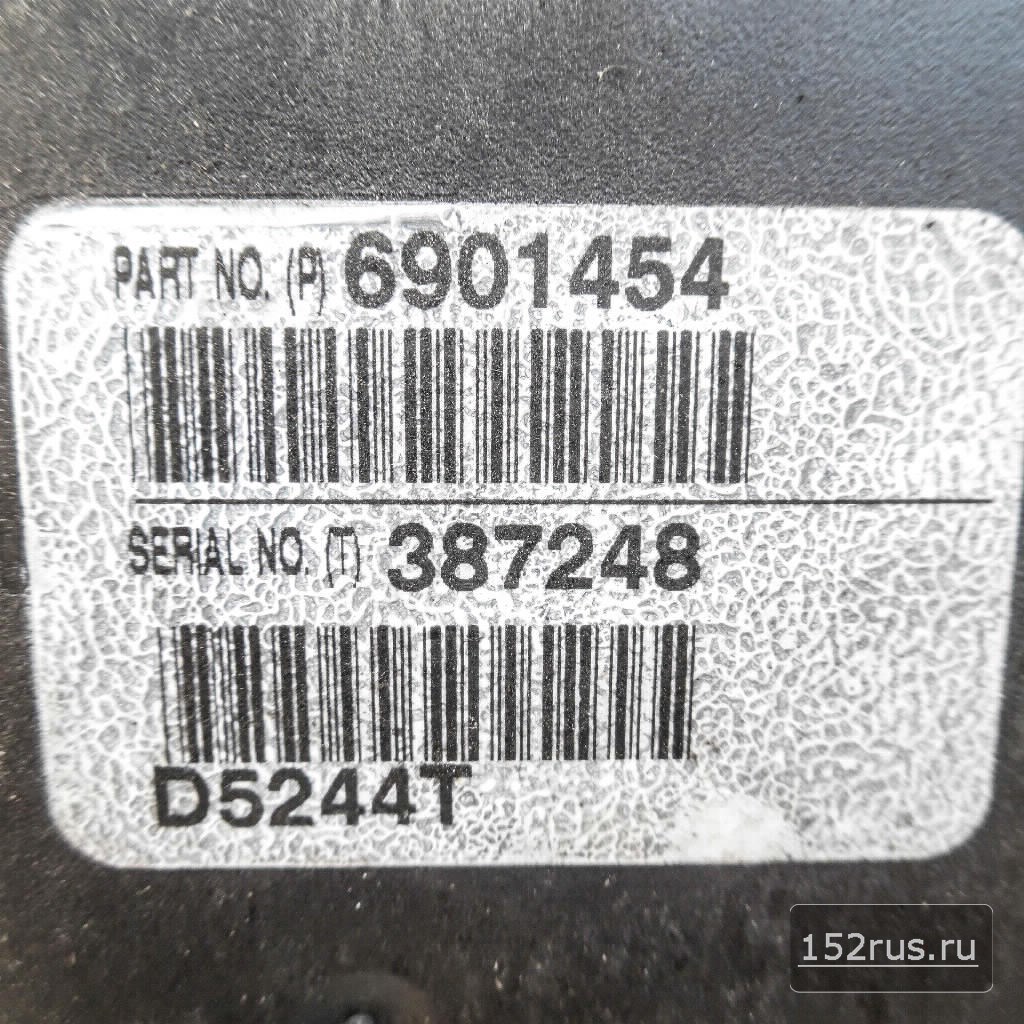 PART NO. (P) 6901454
SERIAL NO. (T) 387248
D5244T
152rus.ru